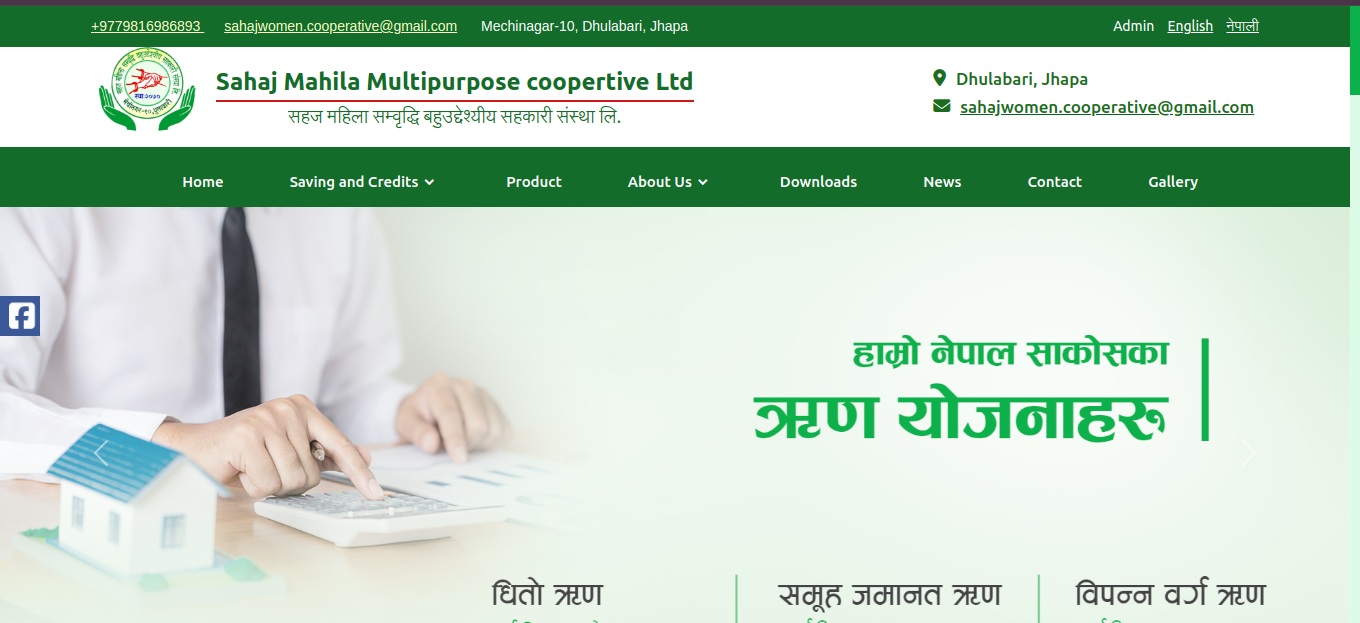 +9779816986893 sahajwomen.cooperative@gmail.com Mechinagar-10, Dhulabari, Jhapa Admin English नेपाली
Sahaj Mahila Multipurpose coopertive Ltd
सहज महिला सम्वृद्धि बहुउद्देश्यीय सहकारी संस्था लि.
Dhulabari, Jhapa
sahajwomen.cooperative@gmail.com
Home Saving and Credits Product About Us Downloads News Contact Gallery
हाम्रो नेपाल साकोसका
ऋण योजनाहरु
धितो ऋण समूह जमानत ऋण विपन्न वर्ग ऋण